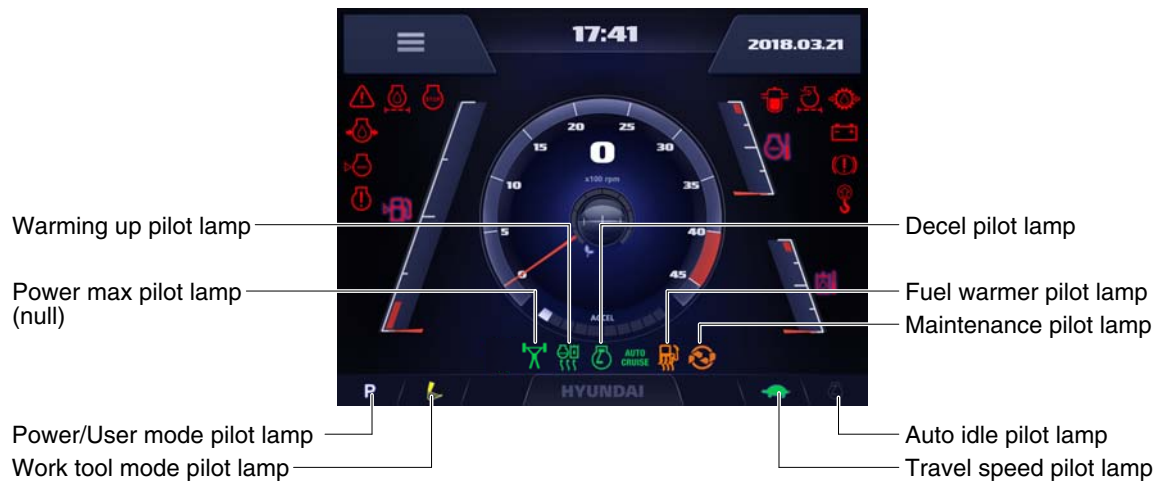 17:41
2018.03.21
STOP
20 25
15 30
0
x100 rpm
10 35
Warming up pilot lamp
Decel pilot lamp
5 40
0 45
Power max pilot lamp
(null)
Fuel warmer pilot lamp
Maintenance pilot lamp
ACCEL
AUTO
CRUISE
P
HYUNDAI
Power/User mode pilot lamp
Auto idle pilot lamp
Work tool mode pilot lamp
Travel speed pilot lamp